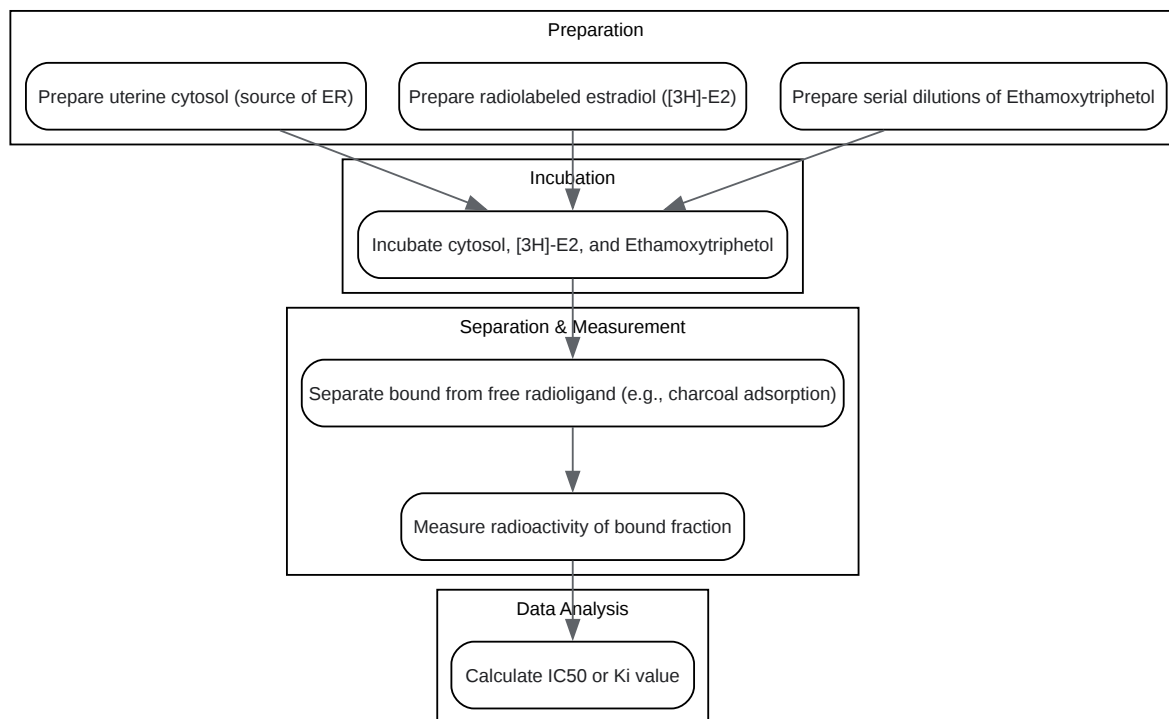 Preparation
Prepare uterine cytosol (source of ER)
Prepare radiolabeled estradiol ([3H]-E2)
Prepare serial dilutions of Ethamoxytriphetol
Incubation
Incubate cytosol, [3H]-E2, and Ethamoxytriphetol
Separation & Measurement
Separate bound from free radioligand (e.g., charcoal adsorption)
Measure radioactivity of bound fraction
Data Analysis
Calculate IC50 or Ki value